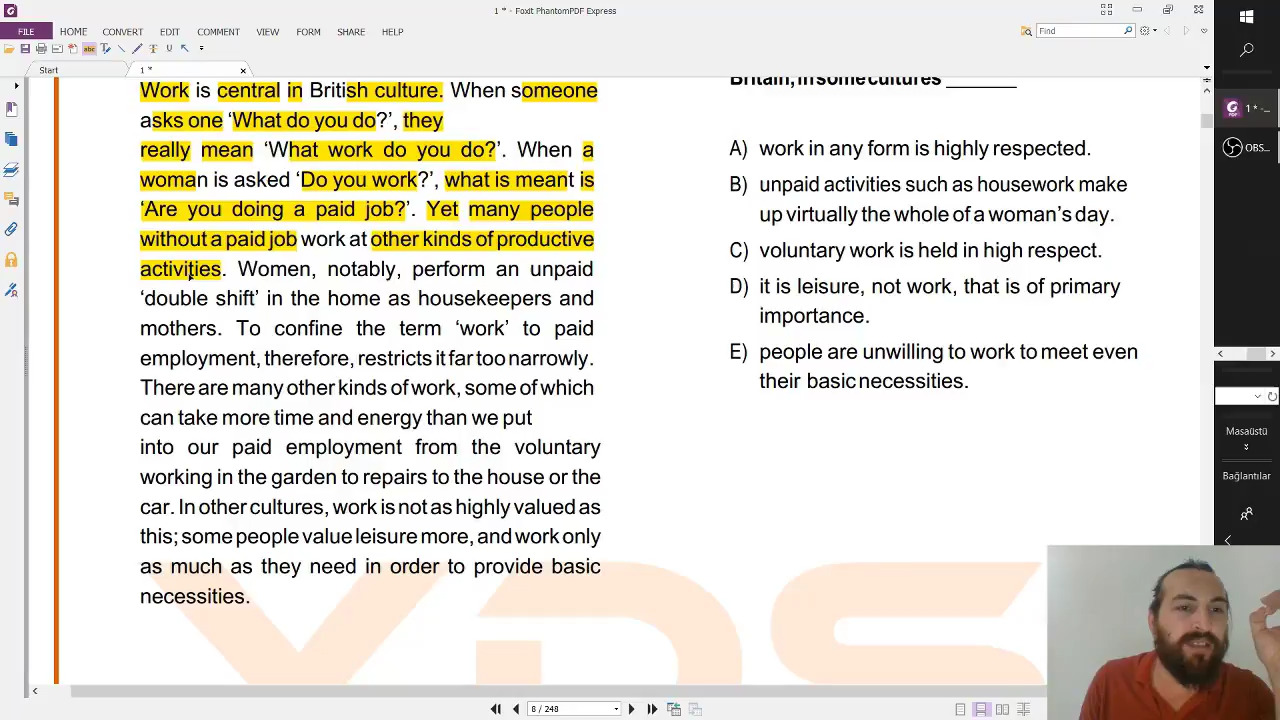 1 * - Foxit PhantomPDF Express
FILE
HOME
CONVERT
EDIT
COMMENT
VIEW
FORM
SHARE
HELP
Find
Start
1 *
Work is central in British culture. When someone
asks one ‘What do you do?’, they
really mean ‘What work do you do?’. When a
woman is asked ‘Do you work?’, what is meant is
‘Are you doing a paid job?’. Yet many people
without a paid job work at other kinds of productive
activities. Women, notably, perform an unpaid
‘double shift’ in the home as housekeepers and
mothers. To confine the term ‘work’ to paid
employment, therefore, restricts it far too narrowly.
There are many other kinds of work, some of which
can take more time and energy than we put
into our paid employment from the voluntary
working in the garden to repairs to the house or the
car. In other cultures, work is not as highly valued as
this; some people value leisure more, and work only
as much as they need in order to provide basic
necessities.
Britain, in some cultures _______
A) work in any form is highly respected.
B) unpaid activities such as housework make
up virtually the whole of a woman’s day.
C) voluntary work is held in high respect.
D) it is leisure, not work, that is of primary
importance.
E) people are unwilling to work to meet even
their basic necessities.
YDS
8 / 248
1 * -...
OBS...
Masaüstü
Bağlantılar